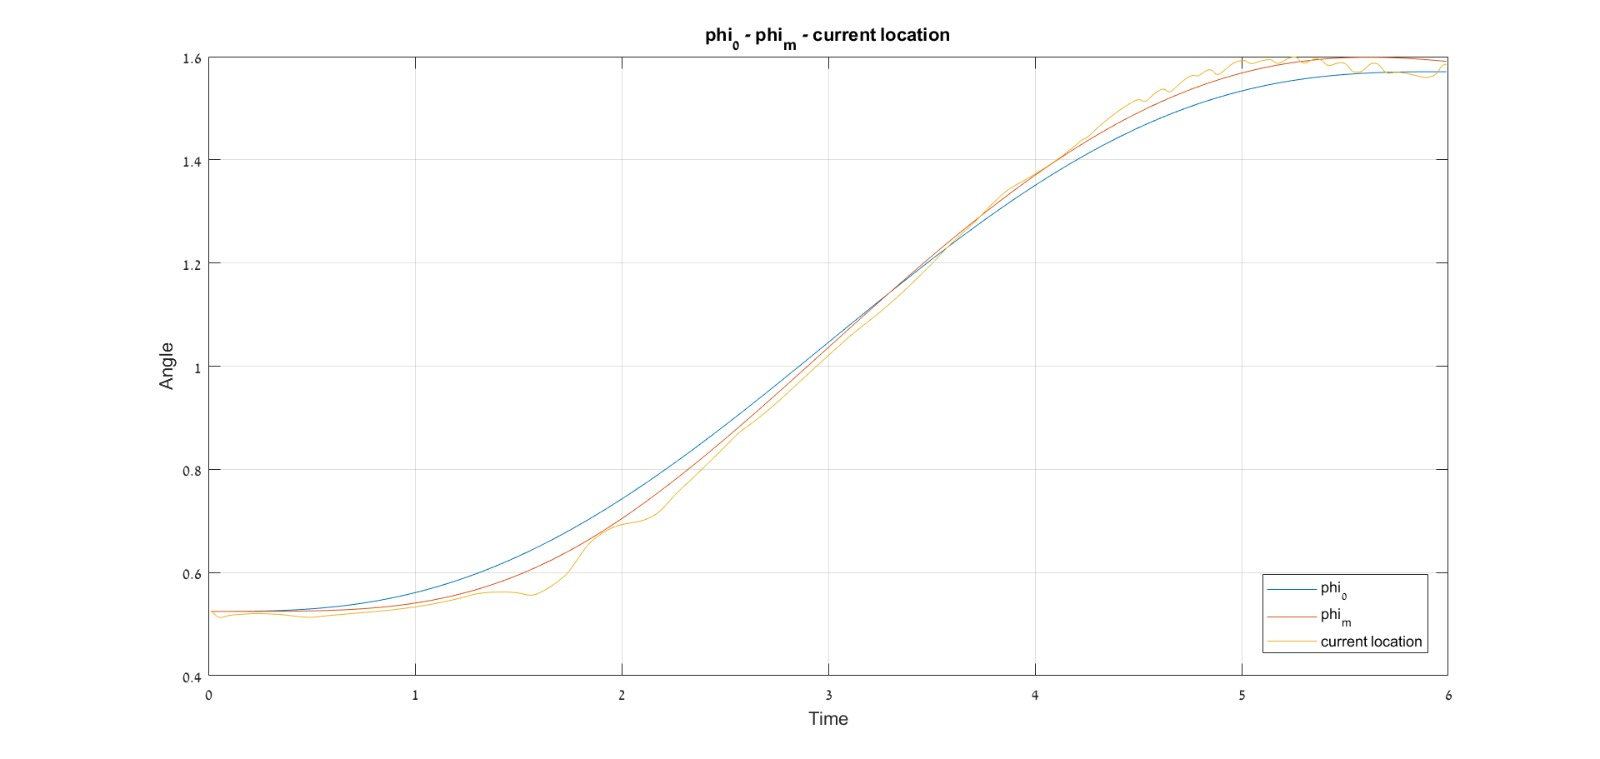 phi0 - phim - current location
1.6
1.4
1.2
1
0.8
0.6
0.4
Angle
0 1 2 3 4 5 6
Time
phi0
phim
current location